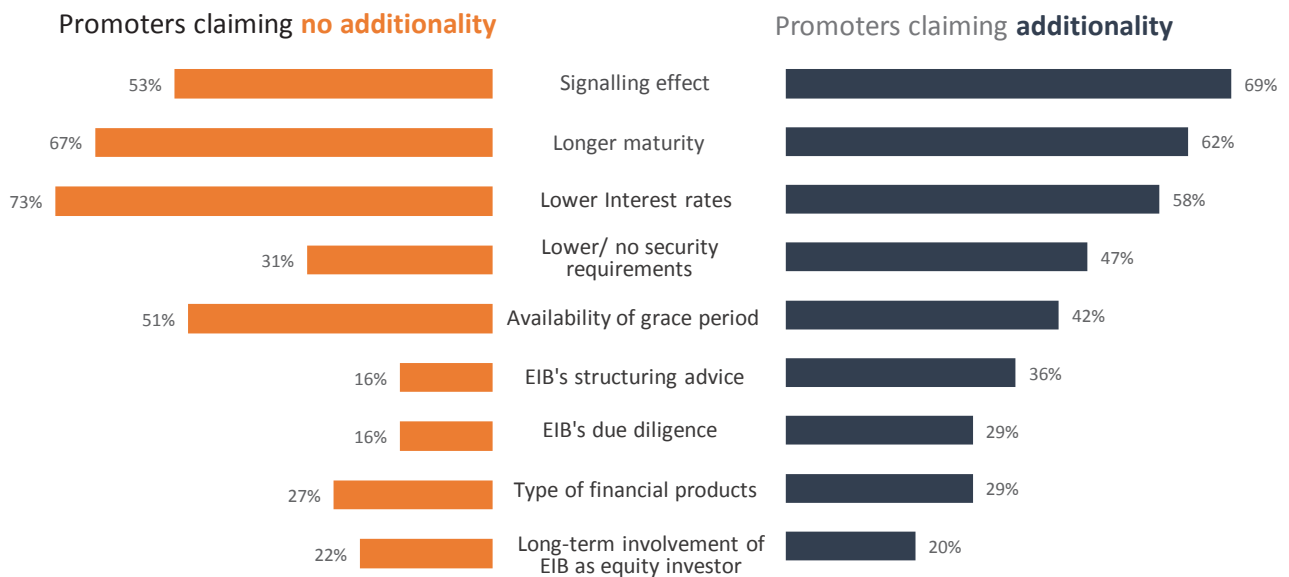 Promoters claiming no additionality
Promoters claiming additionality
53%
Signalling effect
69%
67%
Longer maturity
62%
73%
Lower Interest rates
58%
31%
Lower/ no security
requirements
47%
51%
Availability of grace period
42%
16%
EIB's structuring advice
36%
16%
EIB's due diligence
29%
27%
Type of financial products
29%
22%
Long-term involvement of
EIB as equity investor
20%